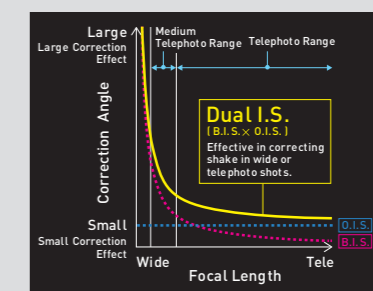 Large
Large Correction
Effect
Medium
Telephoto Range
Telephoto Range
Correction Angle
Dual I.S.
( B.I.S. × O.I.S. )
Effective in correcting
shake in wide or
telephoto shots.
Small
Small Correction
Effect
O.I.S.
B.I.S.
Wide
Tele
Focal Length